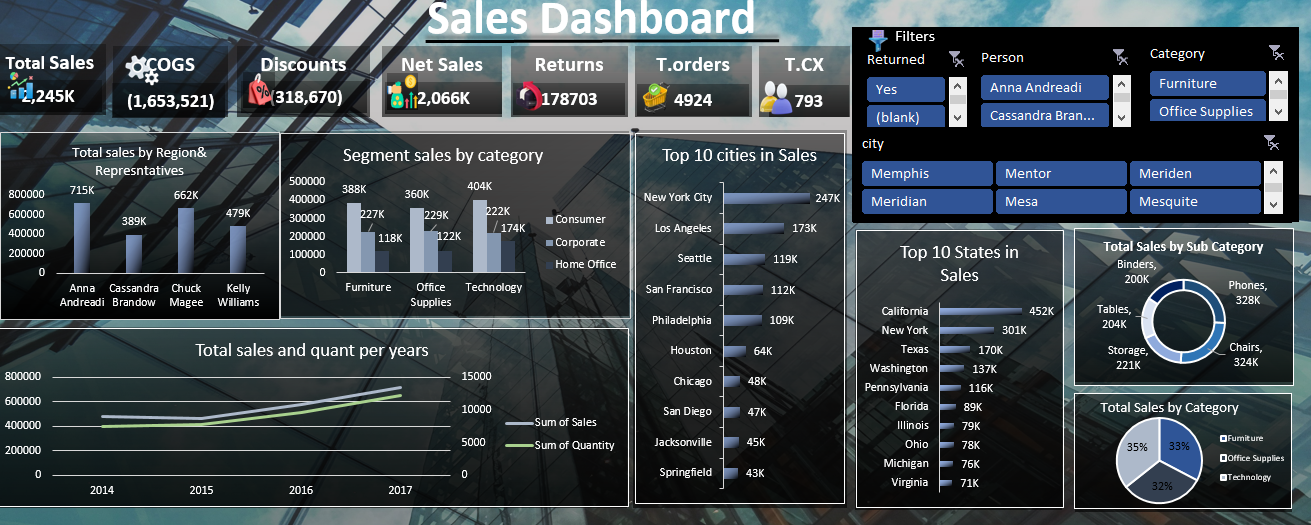 Sales Dashboard
Total Sales
2,245K
COGS
(1,653,521)
Discounts
(318,670)
Net Sales
2,066K
Returns
178703
T.orders
4924
T.CX
793
Filters
Returned
Yes
(blank)
Person
Anna Andreadi
Cassandra Bran...
Category
Furniture
Office Supplies
city
Memphis
Mentor
Meriden
Meridian
Mesa
Mesquite
Total sales by Region&
Represntatives
800000
600000
400000
200000
0
715K
389K
662K
479K
Anna
Andreadi
Cassandra
Brandow
Chuck
Magee
Kelly
Williams
Segment sales by category
500000
400000
300000
200000
100000
0
388K
227K
118K
360K
229K
122K
404K
222K
174K
Furniture
Office
Supplies
Technology
Consumer
Corporate
Home Office
Top 10 cities in Sales
New York City 247K
Los Angeles 173K
Seattle 119K
San Francisco 112K
Philadelphia 109K
Houston 64K
Chicago 48K
San Diego 47K
Jacksonville 45K
Springfield 43K
Top 10 States in
Sales
California 452K
New York 301K
Texas 170K
Washington 137K
Pennsylvania 116K
Florida 89K
Illinois 79K
Ohio 78K
Michigan 76K
Virginia 71K
Total Sales by Sub Category
Binders,
200K
Phones,
328K
Tables,
204K
Chairs,
324K
Storage,
221K
Total sales and quant per years
800000
600000
400000
200000
0
15000
10000
5000
0
2014
2015
2016
2017
Sum of Sales
Sum of Quantity
Total Sales by Category
35%
33%
32%
Furniture
Office Supplies
Technology